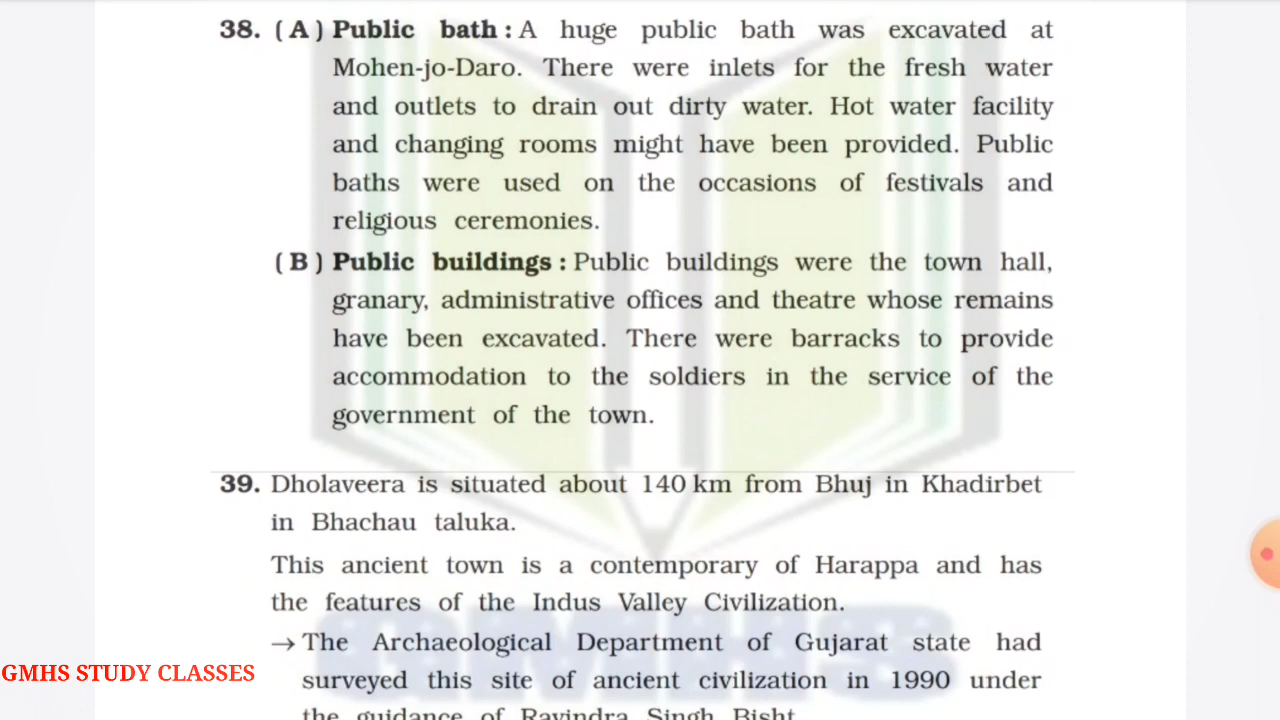 38. (A) Public bath : A huge public bath was excavated at
Mohen-jo-Daro. There were inlets for the fresh water
and outlets to drain out dirty water. Hot water facility
and changing rooms might have been provided. Public
baths were used on the occasions of festivals and
religious ceremonies.
(B) Public buildings : Public buildings were the town hall,
granary, administrative offices and theatre whose remains
have been excavated. There were barracks to provide
accommodation to the soldiers in the service of the
government of the town.
39. Dholaveera is situated about 140 km from Bhuj in Khadirbet
in Bhachau taluka.
This ancient town is a contemporary of Harappa and has
the features of the Indus Valley Civilization.
→ The Archaeological Department of Gujarat state had
surveyed this site of ancient civilization in 1990 under
the guidance of Ravindra Singh Bisht
GMHS STUDY CLASSES
GMHS